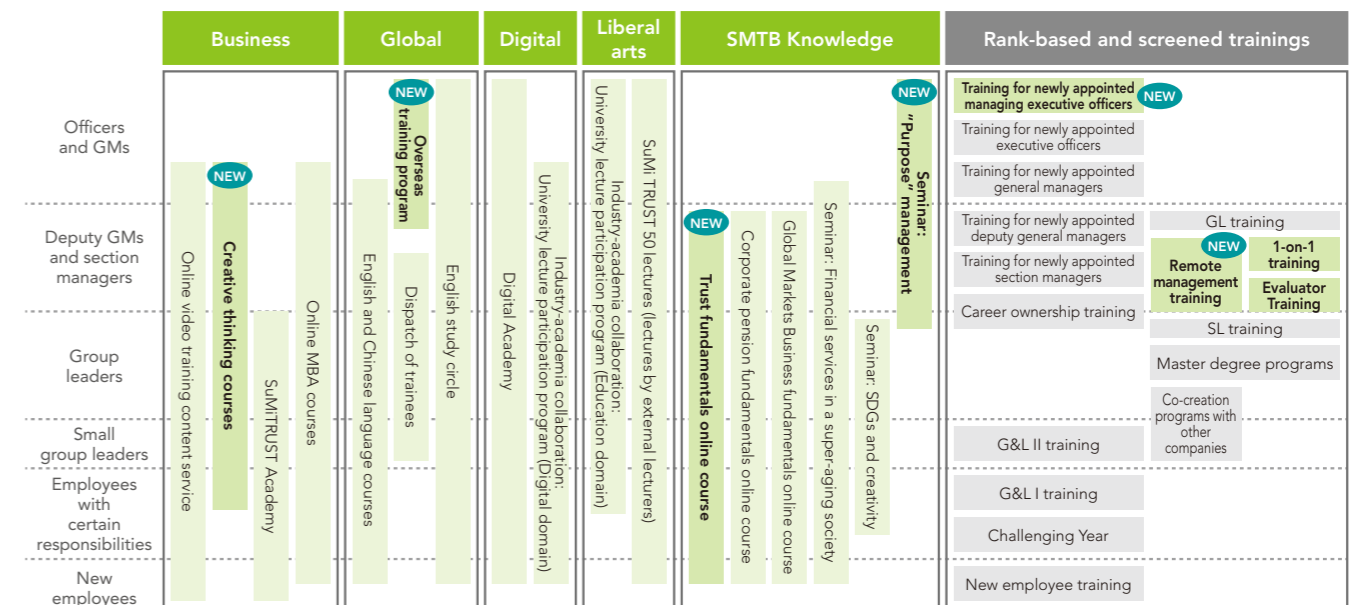 Business
Global
Digital
Liberal
arts
SMTB Knowledge
Rank-based and screened trainings
Officers
and GMs
Deputy GMs
and section
managers
Group
leaders
Small
group leaders
Employees
with
certain
responsibilities
New
employees
Online video training content service
NEW
Creative thinking courses
SuMiTRUST Academy
Online MBA courses
English and Chinese language courses
NEW
Overseas
training program
Dispatch of trainees
English study circle
Digital Academy
Industry-academia collaboration:
University lecture participation program (Digital domain)
Industry-academia collaboration:
University lecture participation program (Education domain)
SuMi TRUST 50 lectures (lectures by external lecturers)
NEW
Trust fundamentals online course
Corporate pension fundamentals online course
Global Markets Business fundamentals online course
Seminar: Financial services in a super-aging society
Seminar: SDGs and creativity
NEW
Seminar:
"Purpose" management
Training for newly appointed
managing executive officers
NEW
Training for newly appointed
executive officers
Training for newly appointed
general managers
Training for newly appointed
deputy general managers
Training for newly appointed
section managers
Career ownership training
G&L II training
G&L I training
Challenging Year
New employee training
GL training
NEW
Remote
management
training
1-on-1
training
Evaluator
Training
SL training
Master degree programs
Co-creation
programs with
other
companies